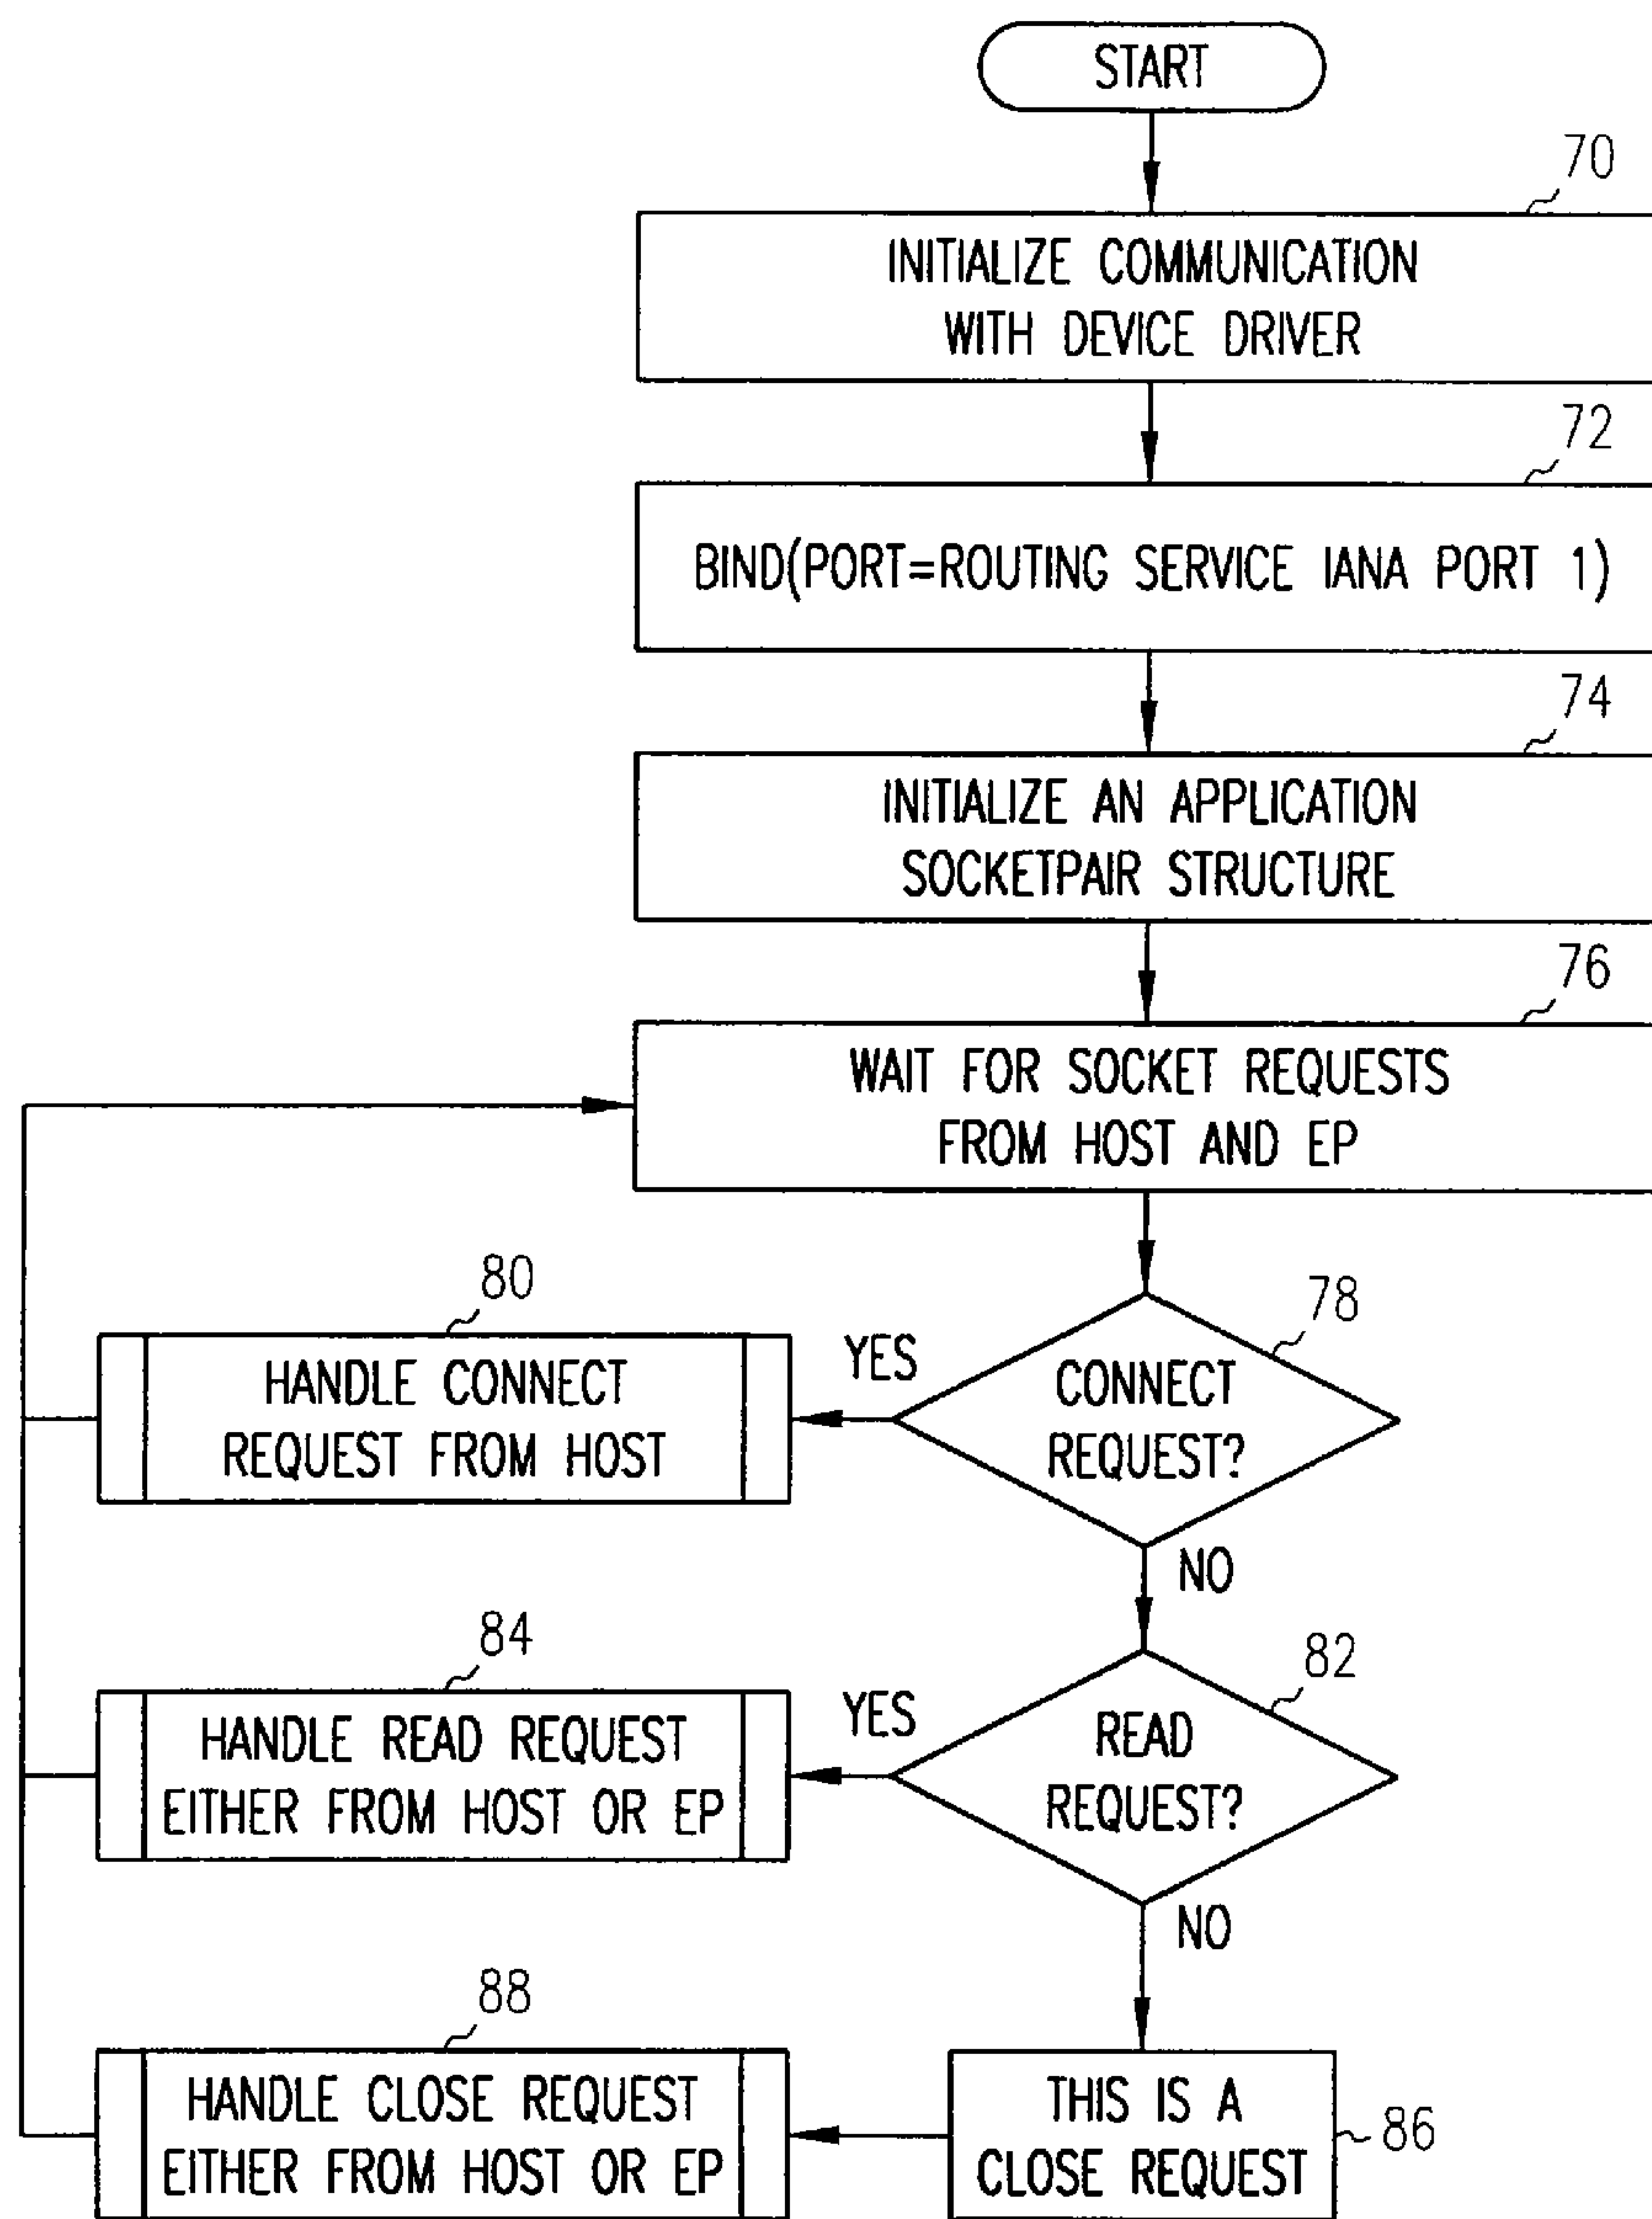 START
70
INITIALIZE COMMUNICATION
WITH DEVICE DRIVER
72
BIND(PORT=ROUTING SERVICE IANA PORT 1)
74
INITIALIZE AN APPLICATION
SOCKETPAIR STRUCTURE
76
WAIT FOR SOCKET REQUESTS
FROM HOST AND EP
80
HANDLE CONNECT
REQUEST FROM HOST
YES
78
CONNECT
REQUEST?
NO
84
HANDLE READ REQUEST
EITHER FROM HOST OR EP
YES
82
READ
REQUEST?
NO
88
HANDLE CLOSE REQUEST
EITHER FROM HOST OR EP
THIS IS A
CLOSE REQUEST
86